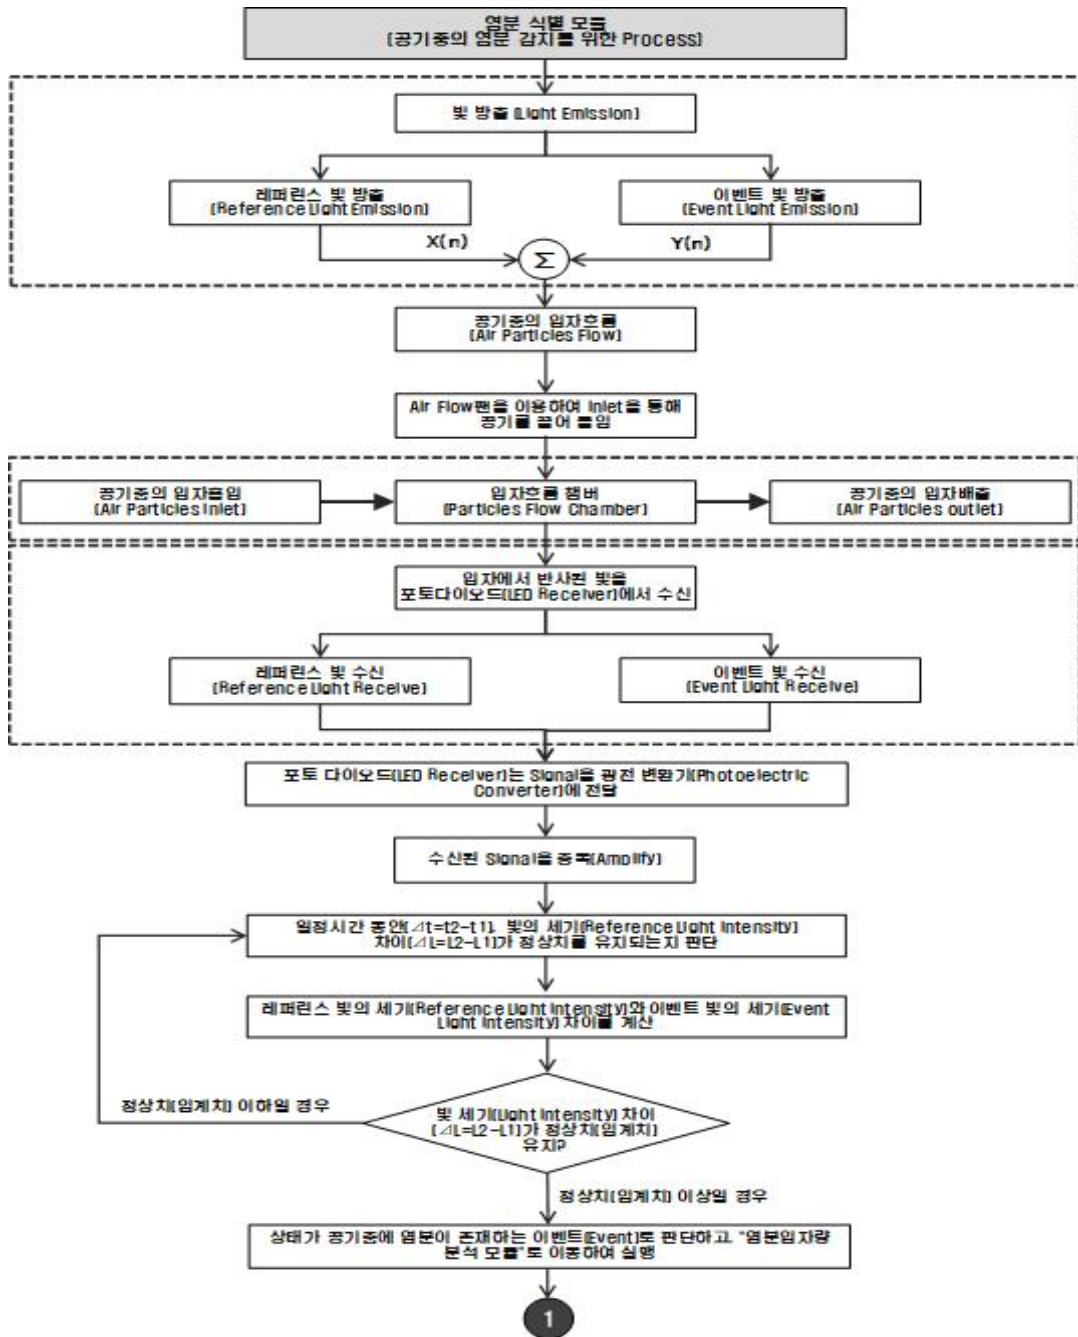 염분 식별 모듈
(공기중의 염분 감지를 위한 Process)
빛 방출 (Light Emission)
레퍼런스 빛 방출
(Reference Light Emission)
이벤트 빛 방출
(Event Light Emission)
X(n)
Σ
Y(n)
공기중의 입자흐름
(Air Particles Flow)
Air Flow팬을 이용하여 Inlet을 통해
공기를 끌어 들임
공기중의 입자흡입
(Air Particles Inlet)
입자흐름 챔버
(Particles Flow Chamber)
공기중의 입자배출
(Air Particles outlet)
입자에서 반사된 빛을
포토다이오드(LED Receiver)에서 수신
레퍼런스 빛 수신
(Reference Light Receive)
이벤트 빛 수신
(Event Light Receive)
포토 다이오드(LED Receiver)는 Signal을 광전 변환기(Photoelectric
Converter)에 전달
수신된 Signal을 증폭(Amplify)
일정시간 동안(⊿t=t2-t1), 빛의 세기(Reference Light Intensity)
차이(⊿L=L2-L1)가 정상치를 유지되는지 판단
레퍼런스 빛의 세기(Reference Light Intensity)와 이벤트 빛의 세기(Event
Light Intensity) 차이를 계산
정상치(임계치) 이하일 경우
빛 세기(Light Intensity) 차이
(⊿L=L2-L1)가 정상치(임계치)
유지?
정상치(임계치) 이상일 경우
상태가 공기중에 염분이 존재하는 이벤트(Event)로 판단하고, "염분입자량
분석 모듈"로 이동하여 실행
1